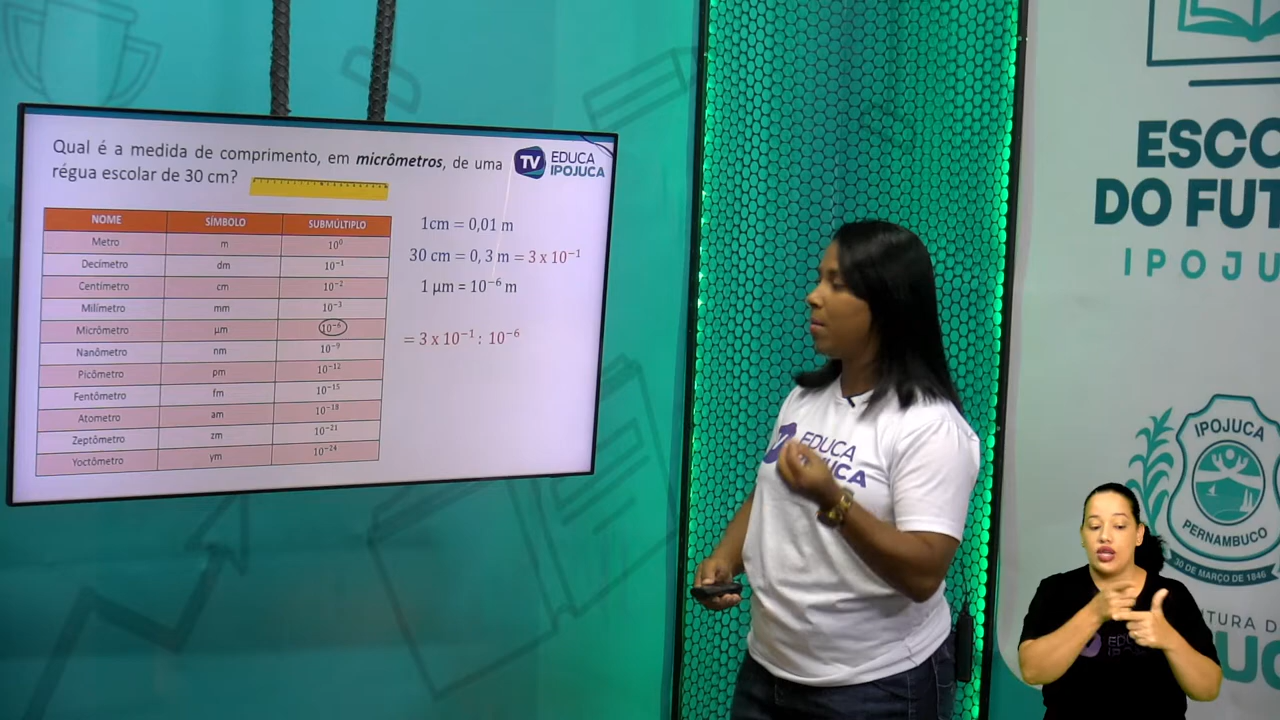 Qual é a medida de comprimento, em micrômetros, de uma
régua escolar de 30 cm?
TV EDUCA
IPOJUCA
NOME SÍMBOLO SUBMÚLTIPLO
Metro m 10⁰
Decímetro dm 10⁻¹
Centímetro cm 10⁻²
Milímetro mm 10⁻³
Micrômetro µm 10⁻⁶
Nanômetro nm 10⁻⁹
Picômetro pm 10⁻¹²
Fentômetro fm 10⁻¹⁵
Atometro am 10⁻¹⁸
Zeptômetro zm 10⁻²¹
Yoctômetro ym 10⁻²⁴
1cm = 0,01 m
30 cm = 0, 3 m = 3 x 10⁻¹
1 µm = 10⁻⁶ m
= 3 x 10⁻¹ : 10⁻⁶
EDUCA
ESCO
DO FUT
IPOJU
IPOJUCA
PERNAMBUCO
30 DE MARÇO DE 1846
TURA D